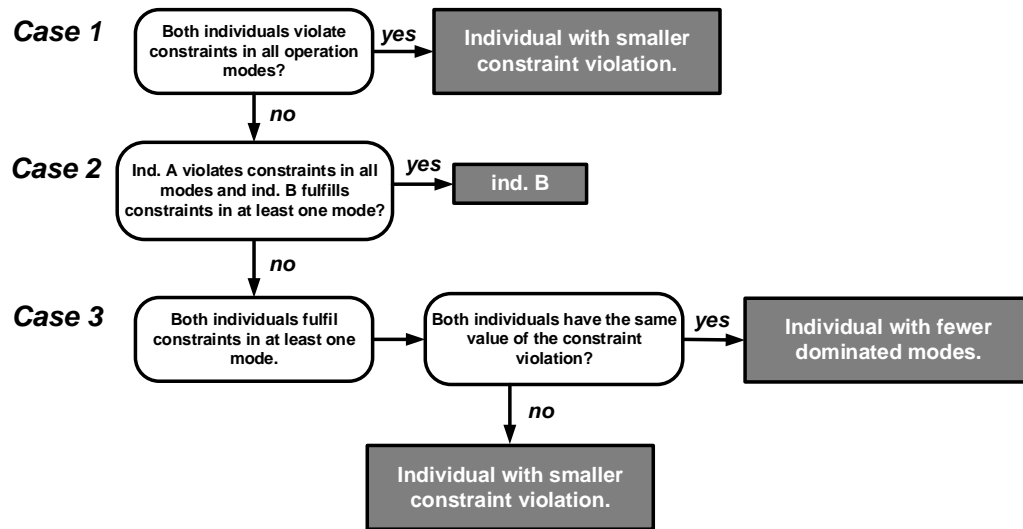 Case 1
Both individuals violate
constraints in all operation
modes?
yes
Individual with smaller
constraint violation.
no
Case 2
Ind. A violates constraints in all
modes and ind. B fulfills
constraints in at least one mode?
yes
ind. B
no
Case 3
Both individuals fulfil
constraints in at least one
mode.
Both individuals have the same
value of the constraint
violation?
yes
Individual with fewer
dominated modes.
no
Individual with smaller
constraint violation.